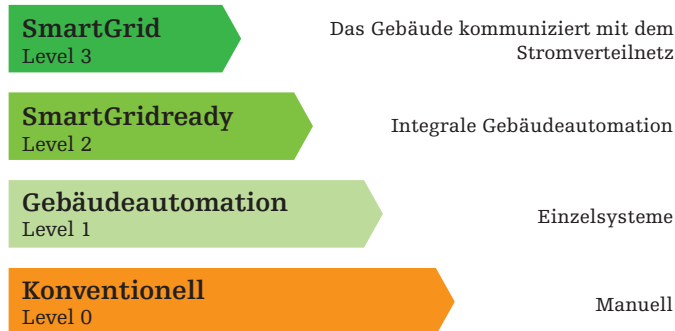 SmartGrid
Level 3
Das Gebäude kommuniziert mit dem
Stromverteilnetz
SmartGridready
Level 2
Integrale Gebäudeautomation
Gebäudeautomation
Level 1
Einzelsysteme
Konventionell
Level 0
Manuell